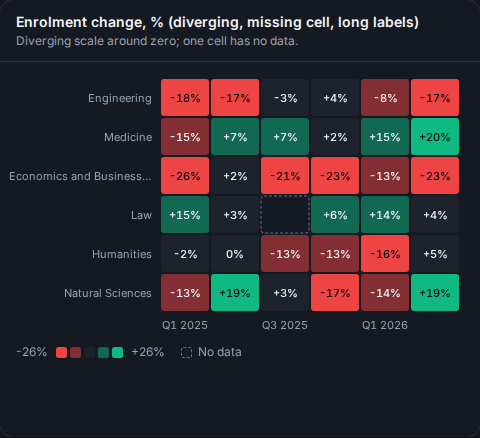 Enrolment change, % (diverging, missing cell, long labels)
Diverging scale around zero; one cell has no data.
Engineering -18% -17% -3% +4% -8% -17%
Medicine -15% +7% +7% +2% +15% +20%
Economics and Business... -26% +2% -21% -23% -13% -23%
Law +15% +3% +6% +14% +4%
Humanities -2% 0% -13% -13% -16% +5%
Natural Sciences -13% +19% +3% -17% -14% +19%
Q1 2025 Q3 2025 Q1 2026
-26% +26% No data